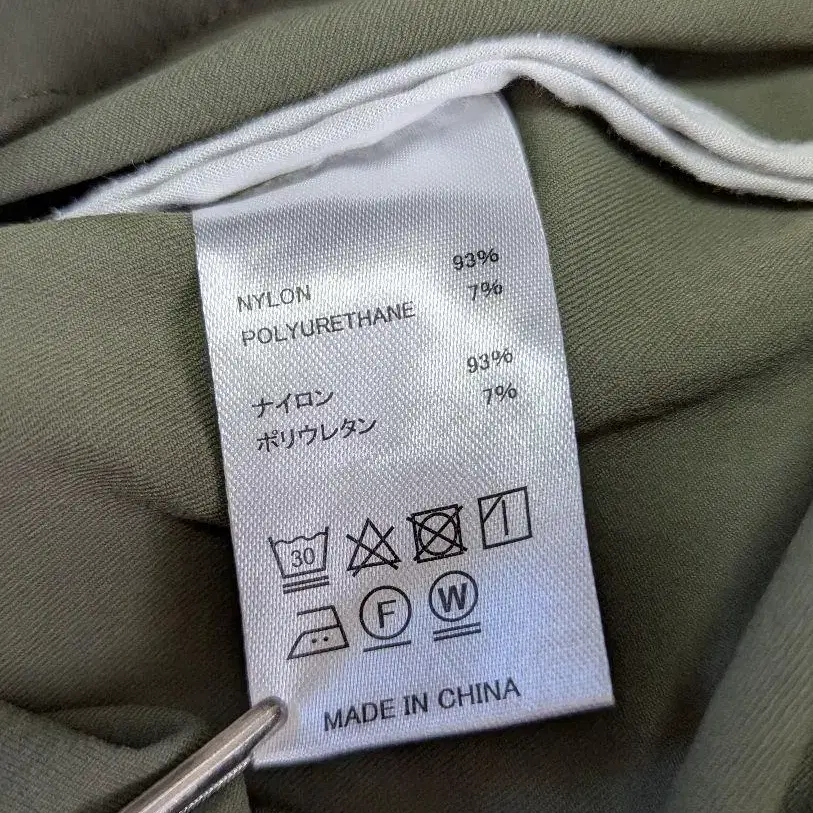 NYLON 93%
POLYURETHANE 7%
ナイロン 93%
ポリウレタン 7%
30
F W
MADE IN CHINA